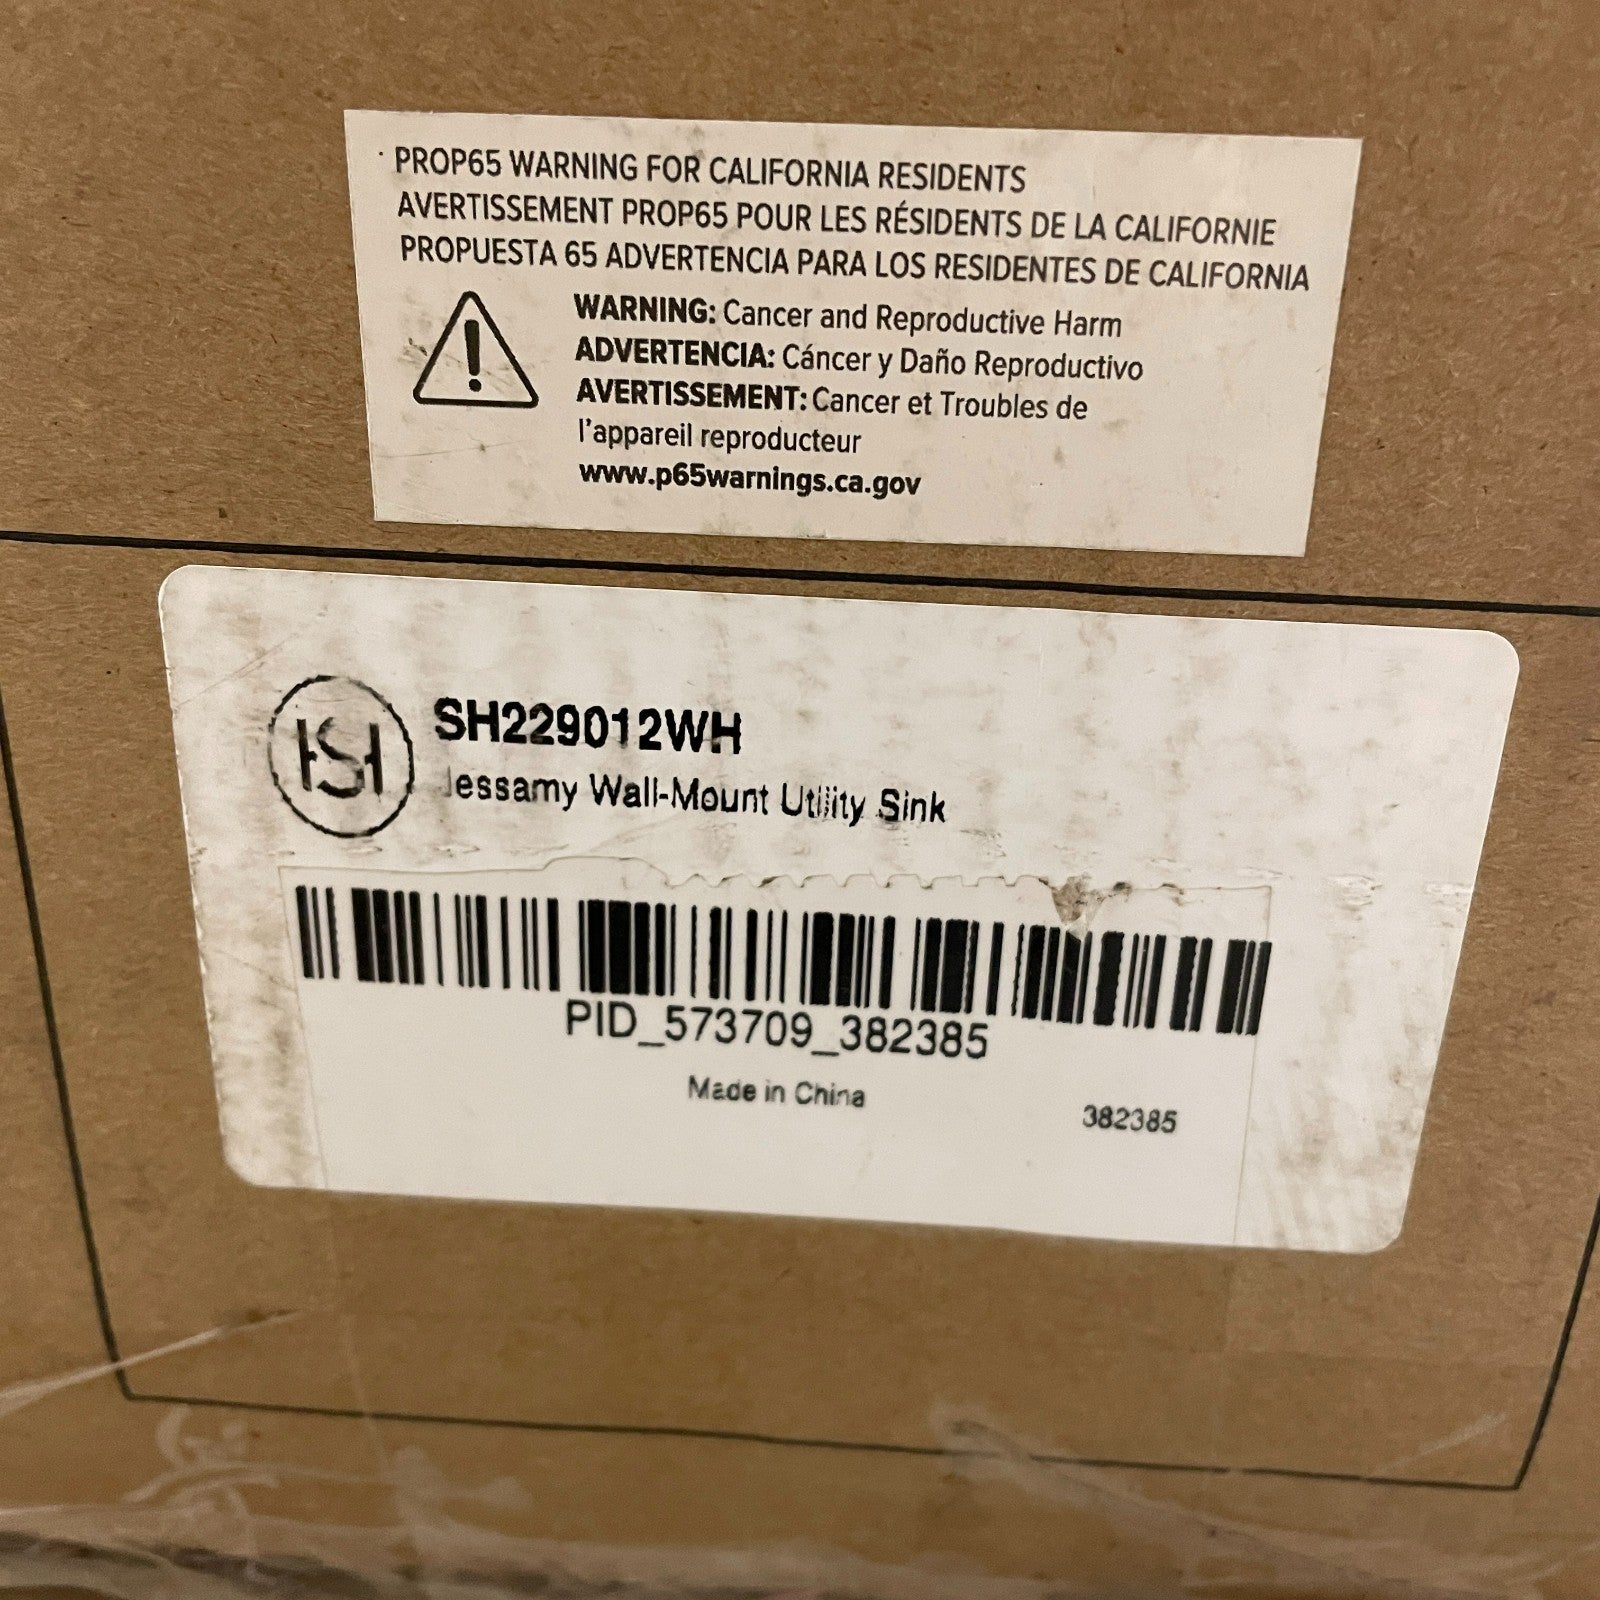 PROP65 WARNING FOR CALIFORNIA RESIDENTS
AVERTISSEMENT PROP65 POUR LES RÉSIDENTS DE LA CALIFORNIE
PROPUESTA 65 ADVERTENCIA PARA LOS RESIDENTES DE CALIFORNIA
WARNING: Cancer and Reproductive Harm
ADVERTENCIA: Cáncer y Daño Reproductivo
AVERTISSEMENT: Cancer et Troubles de
l'appareil reproducteur
www.p65warnings.ca.gov
HSH
SH229012WH
Jessamy Wall-Mount Utility Sink
PID_573709_382385
Made in China
382385